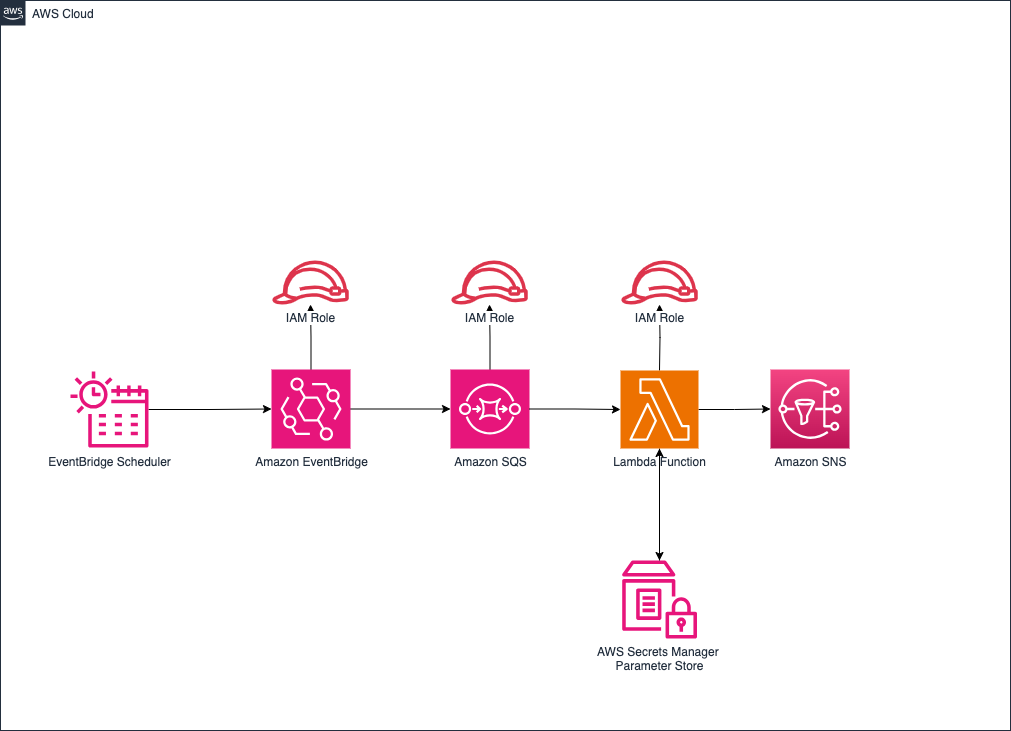 aws
AWS Cloud
IAM Role
IAM Role
IAM Role
EventBridge Scheduler
Amazon EventBridge
Amazon SQS
Lambda Function
Amazon SNS
AWS Secrets Manager
Parameter Store